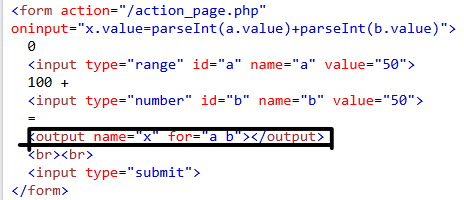 <form action="/action_page.php"
oninput="x.value=parseInt(a.value)+parseInt(b.value)">
0
<input type="range" id="a" name="a" value="50">
100 +
<input type="number" id="b" name="b" value="50">
=
<output name="x" for="a b"></output>
<br><br>
<input type="submit">
</form>